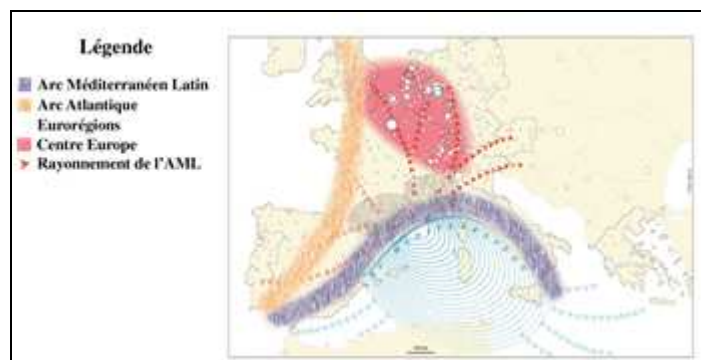 Légende
Arc Méditerranéen Latin
Arc Atlantique
Eurorégions
Centre Europe
Rayonnement de l'AML